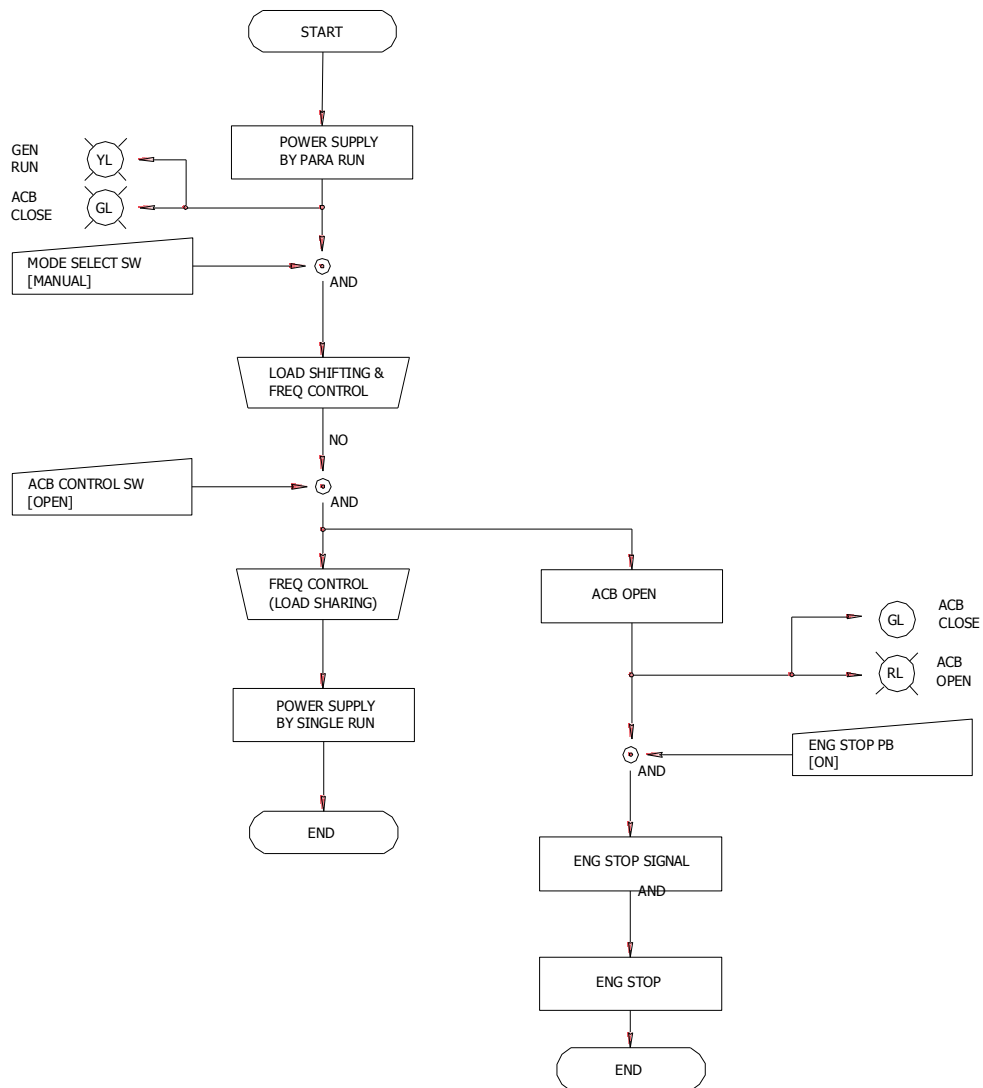 START
POWER SUPPLY
BY PARA RUN
GEN
RUN
YL
ACB
CLOSE
GL
MODE SELECT SW
[MANUAL]
AND
LOAD SHIFTING &
FREQ CONTROL
NO
ACB CONTROL SW
[OPEN]
AND
FREQ CONTROL
(LOAD SHARING)
ACB OPEN
GL
ACB
CLOSE
RL
ACB
OPEN
POWER SUPPLY
BY SINGLE RUN
ENG STOP PB
[ON]
AND
END
ENG STOP SIGNAL
AND
ENG STOP
END